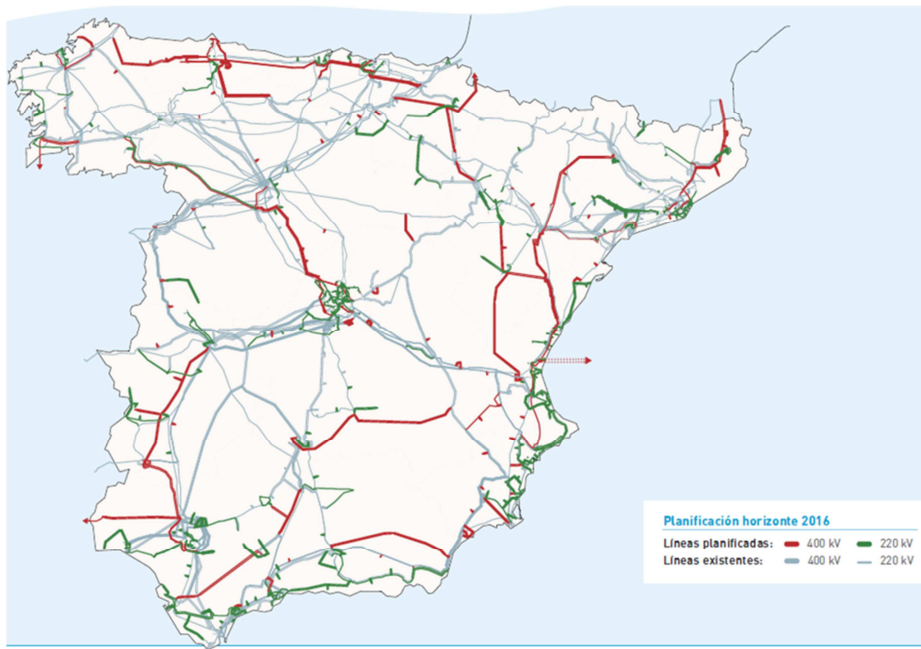 Planificación horizonte 2016
Líneas planificadas: 400 kV 220 kV
Líneas existentes: 400 kV 220 kV